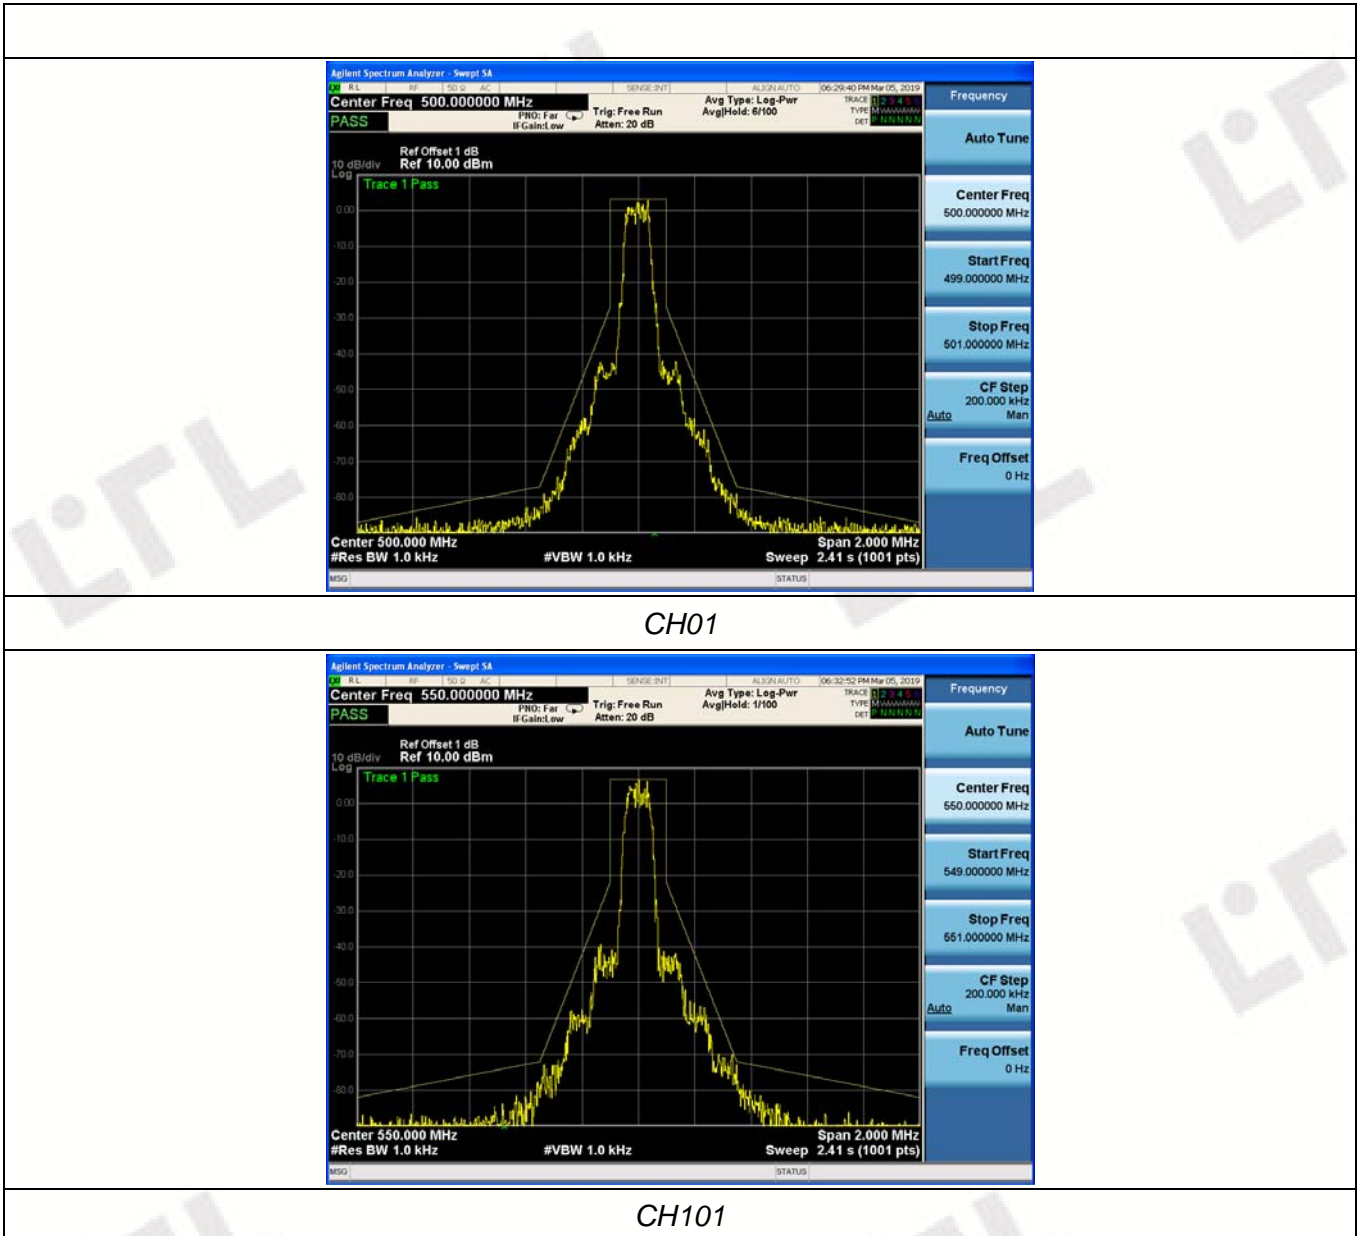 Agilent Spectrum Analyzer - Swept SA
RL RF 50 Ω AC SENSE:INT ALIGN AUTO 06:29:40 PM Mar 05, 2019
Center Freq 500.000000 MHz
PASS
PNO: Far
IFGain:Low
Trig: Free Run
Atten: 20 dB
Avg Type: Log-Pwr
Avg|Hold: 6/100
TRACE 1 2 3 4 5 6
TYPE
DET P N N N N N
Ref Offset 1 dB
10 dB/div Ref 10.00 dBm
Log
Trace 1 Pass
0.00
-10.0
-20.0
-30.0
-40.0
-50.0
-60.0
-70.0
-80.0
Center 500.000 MHz Span 2.000 MHz
#Res BW 1.0 kHz #VBW 1.0 kHz Sweep 2.41 s (1001 pts)
MSG STATUS
Frequency
Auto Tune
Center Freq
500.000000 MHz
Start Freq
499.000000 MHz
Stop Freq
501.000000 MHz
CF Step
200.000 kHz
Auto Man
Freq Offset
0 Hz
CH01
Agilent Spectrum Analyzer - Swept SA
RL RF 50 Ω AC SENSE:INT ALIGN AUTO 06:32:52 PM Mar 05, 2019
Center Freq 550.000000 MHz
PASS
PNO: Far
IFGain:Low
Trig: Free Run
Atten: 20 dB
Avg Type: Log-Pwr
Avg|Hold: 1/100
TRACE 1 2 3 4 5 6
TYPE
DET P N N N N N
Ref Offset 1 dB
10 dB/div Ref 10.00 dBm
Log
Trace 1 Pass
0.00
-10.0
-20.0
-30.0
-40.0
-50.0
-60.0
-70.0
-80.0
Center 550.000 MHz Span 2.000 MHz
#Res BW 1.0 kHz #VBW 1.0 kHz Sweep 2.41 s (1001 pts)
MSG STATUS
Frequency
Auto Tune
Center Freq
550.000000 MHz
Start Freq
549.000000 MHz
Stop Freq
551.000000 MHz
CF Step
200.000 kHz
Auto Man
Freq Offset
0 Hz
CH101